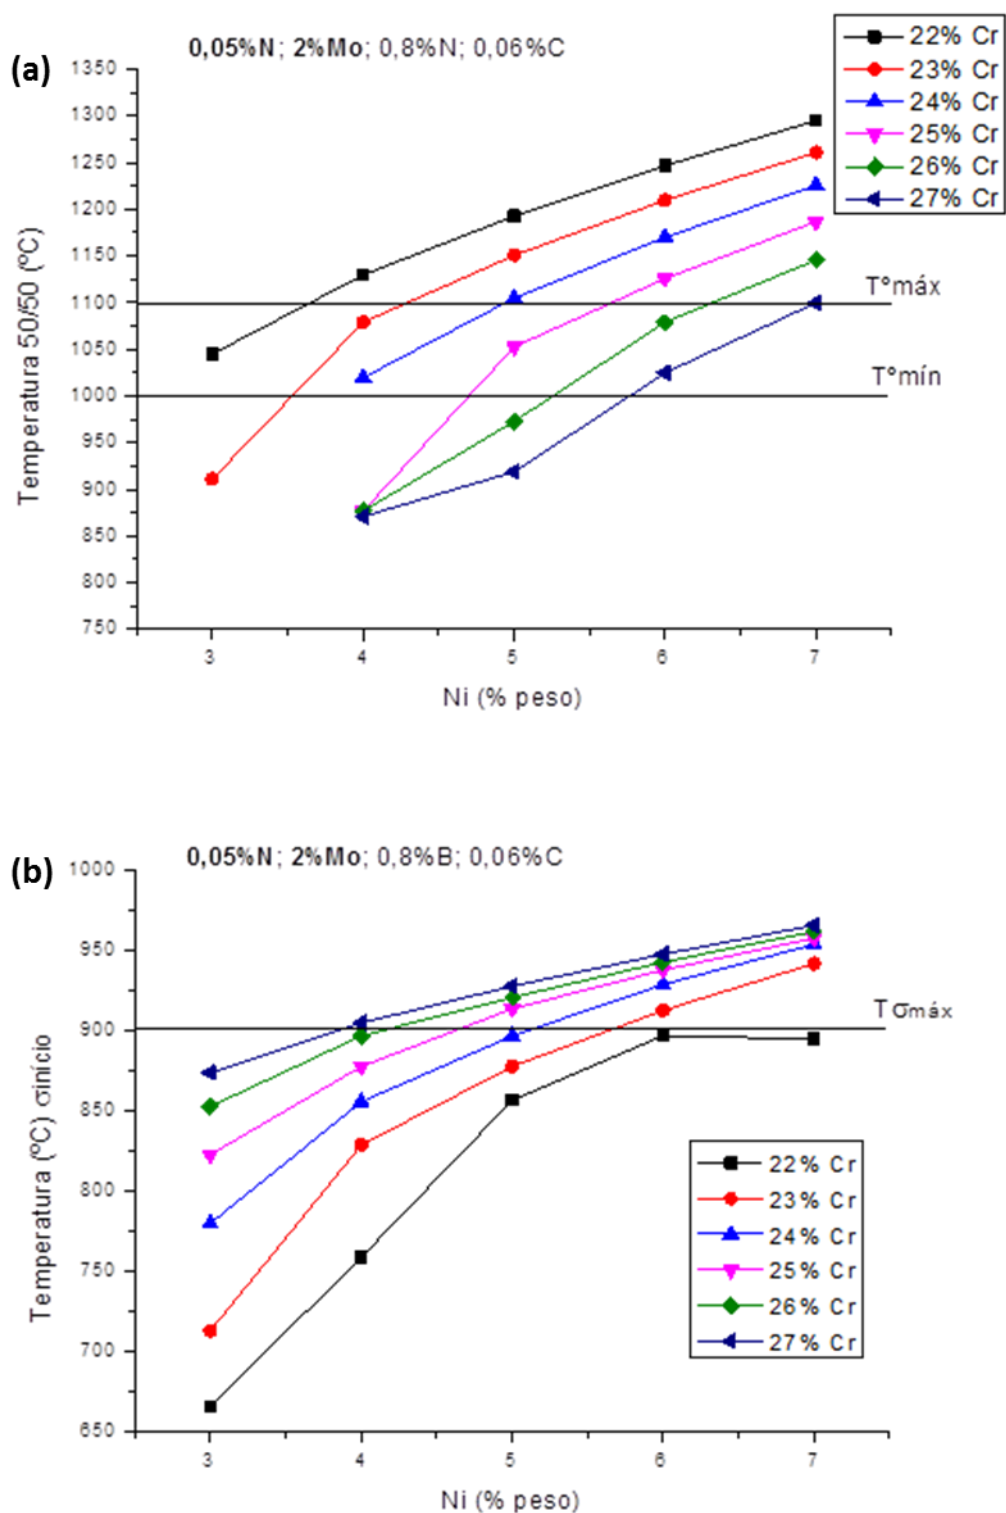 (a)
0,05%N; 2%Mo; 0,8%N; 0,06%C
22% Cr
23% Cr
24% Cr
25% Cr
26% Cr
27% Cr
1350
1300
1250
1200
1150
1100
1050
1000
950
900
850
800
750
Temperatura 50/50 (ºC)
T°máx
T°mín
3 4 5 6 7
Ni (% peso)
(b)
0,05%N; 2%Mo; 0,8%B; 0,06%C
1000
950
900
850
800
750
700
650
Temperatura (ºC) σinício
Tσmáx
22% Cr
23% Cr
24% Cr
25% Cr
26% Cr
27% Cr
3 4 5 6 7
Ni (% peso)